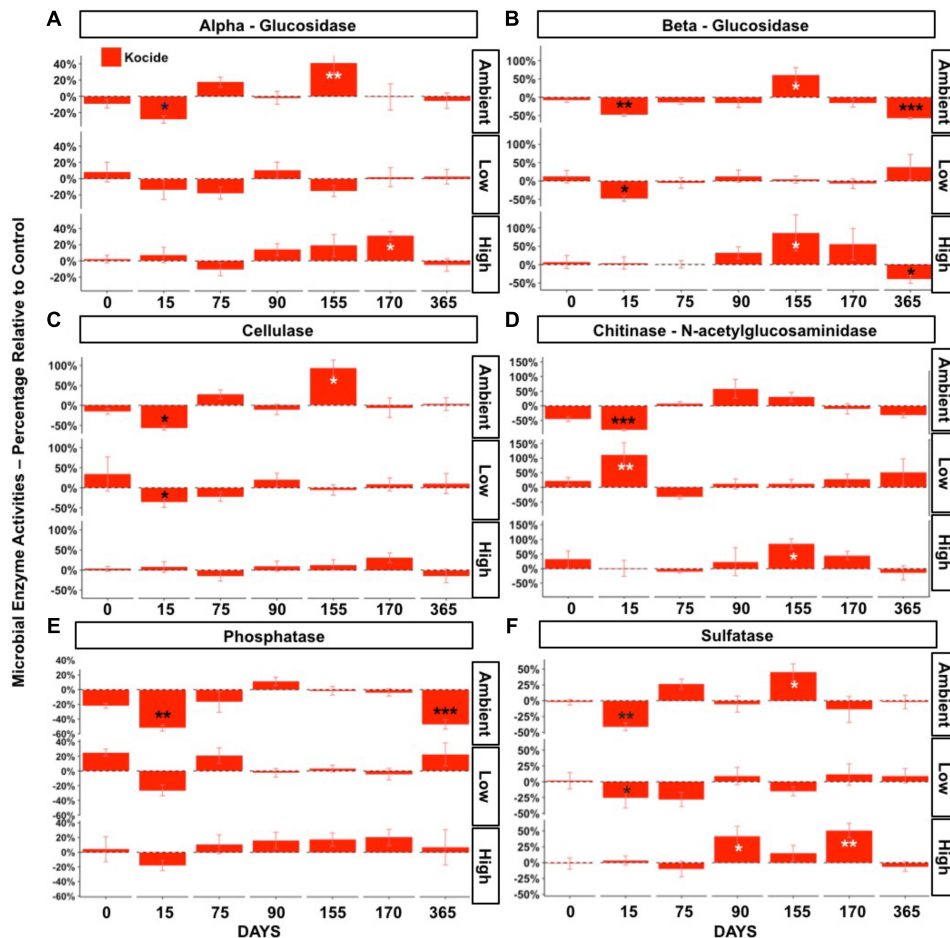 A
Alpha - Glucosidase
B
Beta - Glucosidase
Kocide
40%
20%
0%
-20%
*
**
Ambient
100%
50%
0%
-50%
**
*
***
Ambient
40%
20%
0%
-20%
Low
100%
50%
0%
-50%
*
Low
40%
20%
0%
-20%
*
High
100%
50%
0%
-50%
*
*
High
0 15 75 90 155 170 365
0 15 75 90 155 170 365
C
Cellulase
D
Chitinase - N-acetylglucosaminidase
100%
50%
0%
-50%
*
*
Ambient
150%
100%
50%
0%
-50%
***
Ambient
100%
50%
0%
-50%
*
Low
150%
100%
50%
0%
-50%
**
Low
100%
50%
0%
-50%
High
150%
100%
50%
0%
-50%
*
High
0 15 75 90 155 170 365
0 15 75 90 155 170 365
E
Phosphatase
F
Sulfatase
40%
20%
0%
-20%
-40%
-60%
**
***
Ambient
50%
25%
0%
-25%
-50%
**
*
Ambient
40%
20%
0%
-20%
-40%
-60%
Low
50%
25%
0%
-25%
-50%
*
Low
40%
20%
0%
-20%
-40%
-60%
High
50%
25%
0%
-25%
-50%
*
**
High
0 15 75 90 155 170 365
0 15 75 90 155 170 365
DAYS
DAYS
Microbial Enzyme Activities – Percentage Relative to Control